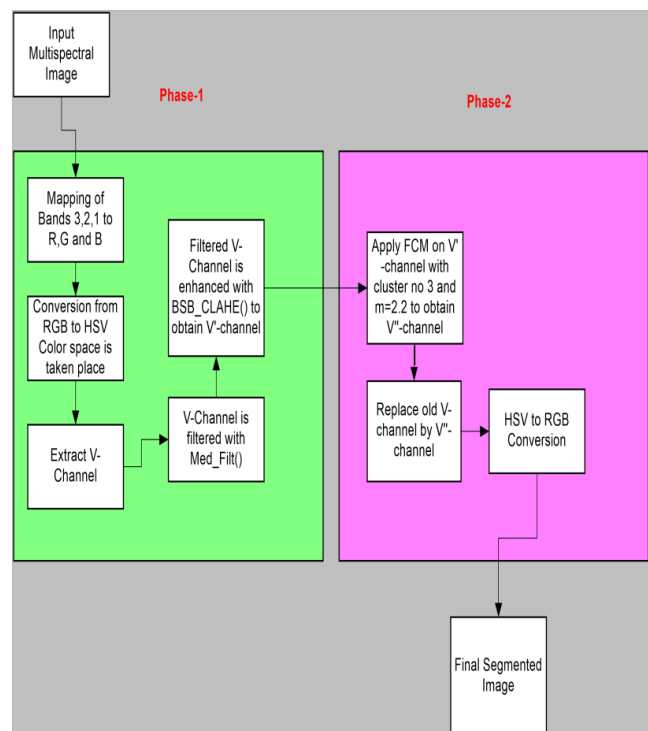 Input
Multispectral
Image
Phase-1
Phase-2
Mapping of
Bands 3,2,1 to
R,G and B
Conversion from
RGB to HSV
Color space is
taken place
Extract V-
Channel
V-Channel is
filtered with
Med_Filt()
Filtered V-
Channel is
enhanced with
BSB_CLAHE() to
obtain V'-channel
Apply FCM on V'
-channel with
cluster no 3 and
m=2.2 to obtain
V"-channel
Replace old V-
channel by V"-
channel
HSV to RGB
Conversion
Final Segmented
Image